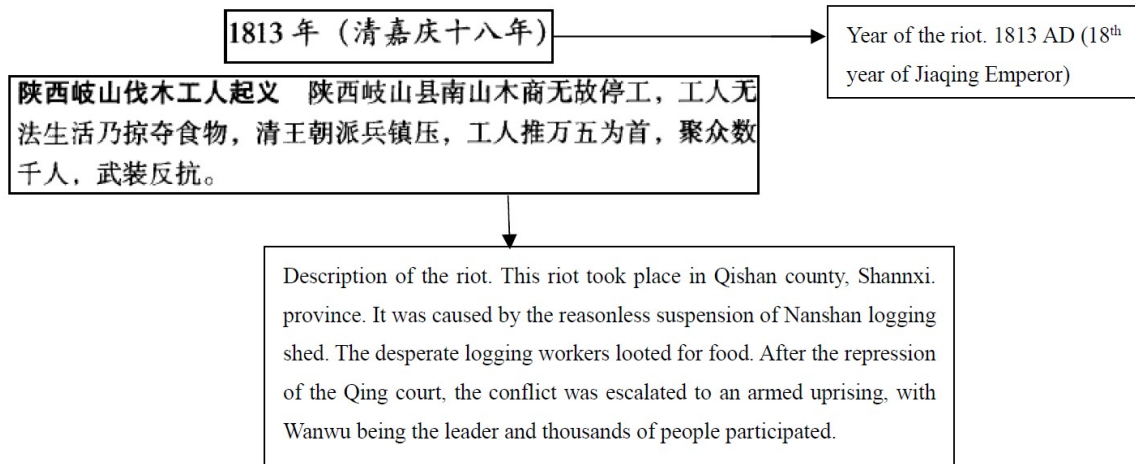 1813 年（清嘉庆十八年）
Year of the riot. 1813 AD (18th
year of Jiaqing Emperor)
陕西岐山伐木工人起义 陕西岐山县南山木商无故停工，工人无
法生活乃掠夺食物，清王朝派兵镇压，工人推万五为首，聚众数
千人，武装反抗。
Description of the riot. This riot took place in Qishan county, Shannxi.
province. It was caused by the reasonless suspension of Nanshan logging
shed. The desperate logging workers looted for food. After the repression
of the Qing court, the conflict was escalated to an armed uprising, with
Wanwu being the leader and thousands of people participated.